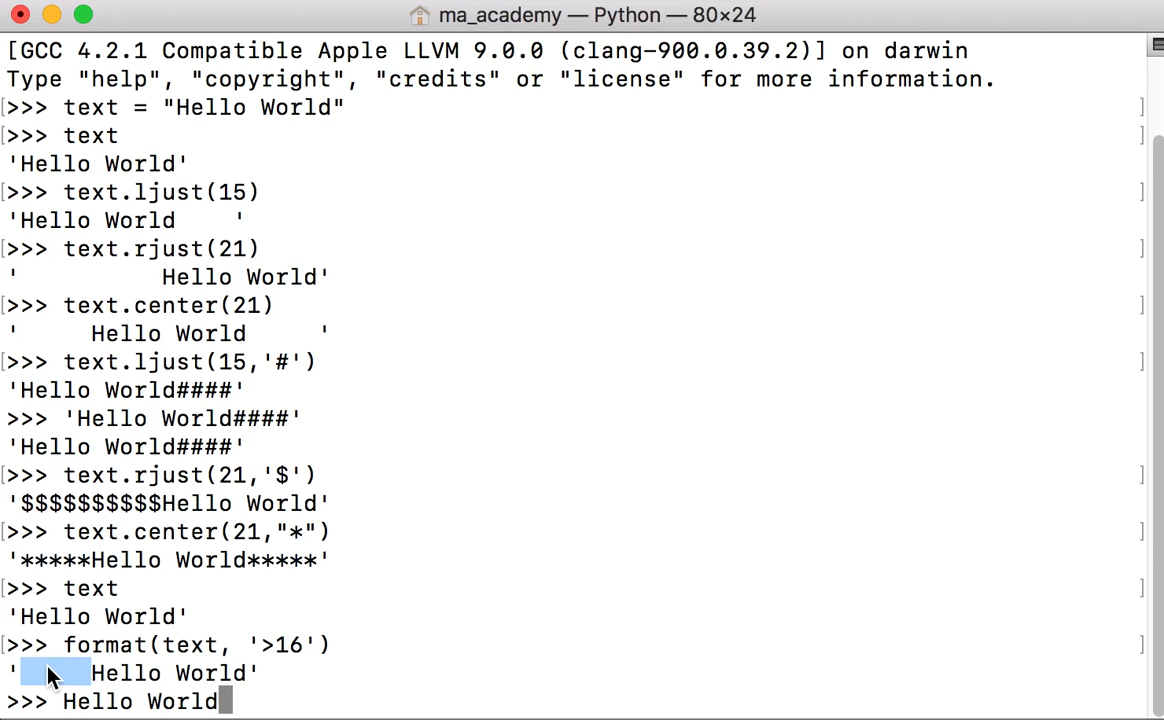 ma_academy — Python — 80×24
[GCC 4.2.1 Compatible Apple LLVM 9.0.0 (clang-900.0.39.2)] on darwin
Type "help", "copyright", "credits" or "license" for more information.
[>>> text = "Hello World" ]
[>>> text ]
'Hello World'
[>>> text.ljust(15) ]
'Hello World    '
[>>> text.rjust(21) ]
'          Hello World'
[>>> text.center(21) ]
'     Hello World     '
[>>> text.ljust(15,'#') ]
'Hello World####'
>>> 'Hello World####'
'Hello World####'
[>>> text.rjust(21,'$') ]
'$$$$$$$$$$Hello World'
[>>> text.center(21,"*") ]
'*****Hello World*****'
[>>> text ]
'Hello World'
[>>> format(text, '>16') ]
'     Hello World'
>>> Hello World